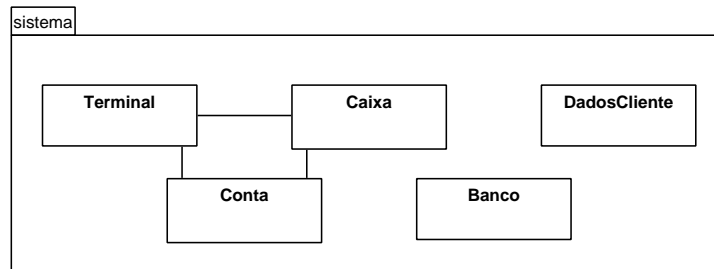 sistema
Terminal
Caixa
DadosCliente
Conta
Banco